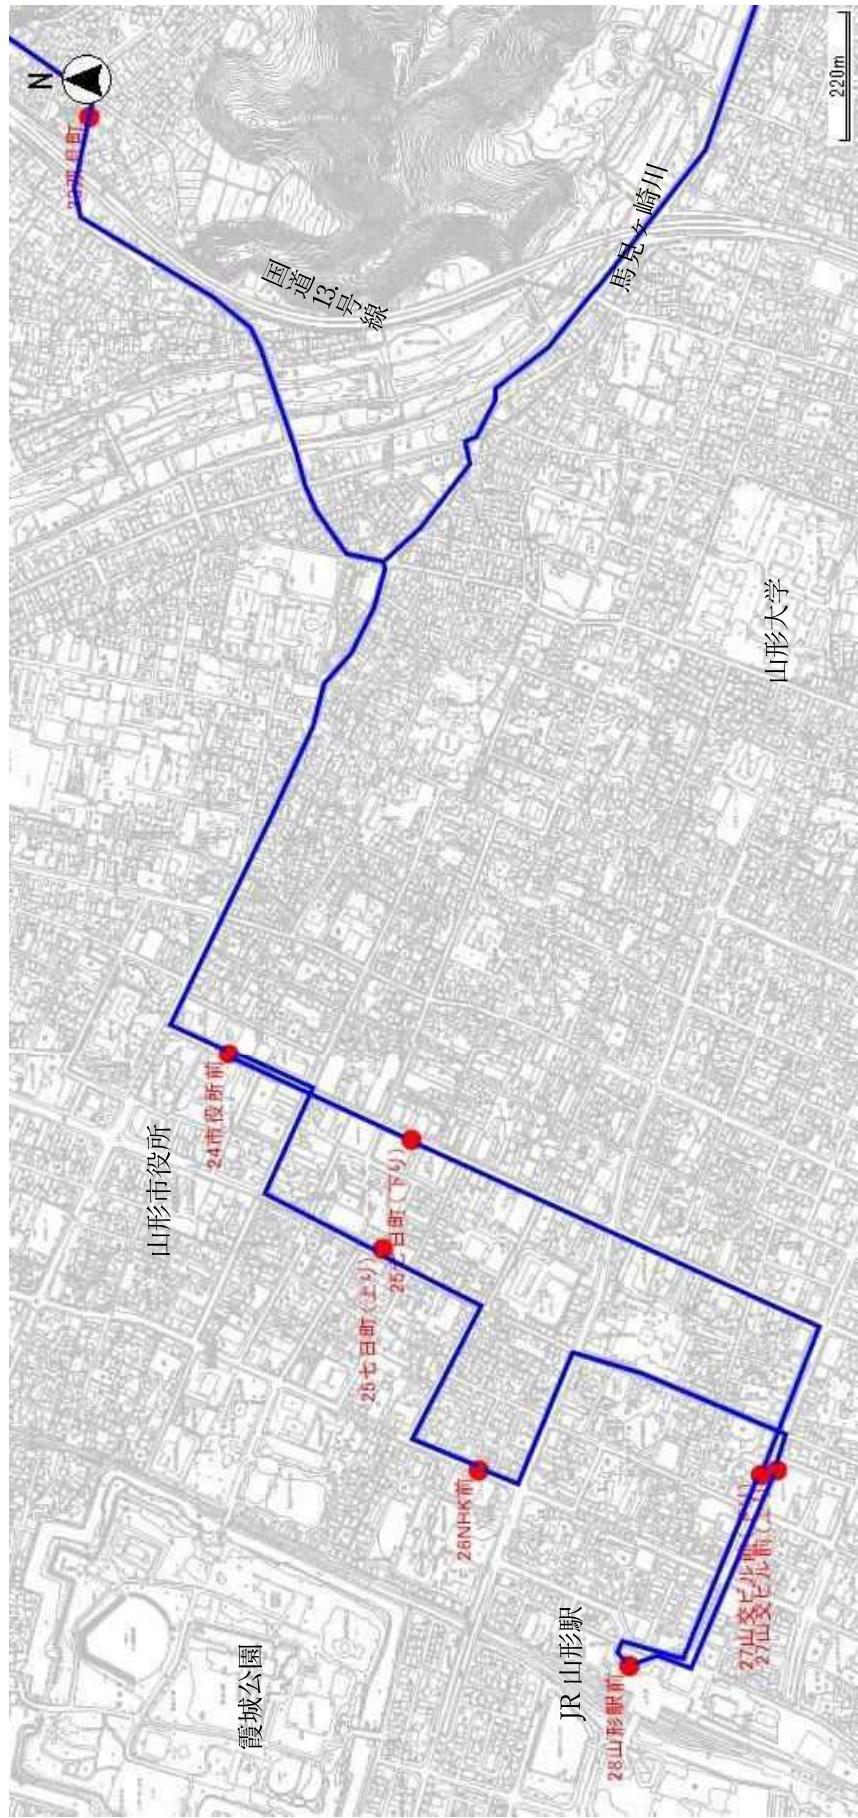 N
220m
国道13号線
馬見ヶ崎川
山形大学
24市役所前
山形市役所
25七日町(下り)
25七日町(上り)
26NHK前
27山交ビル前(上り)
霞城公園
JR 山形駅
28山形駅前